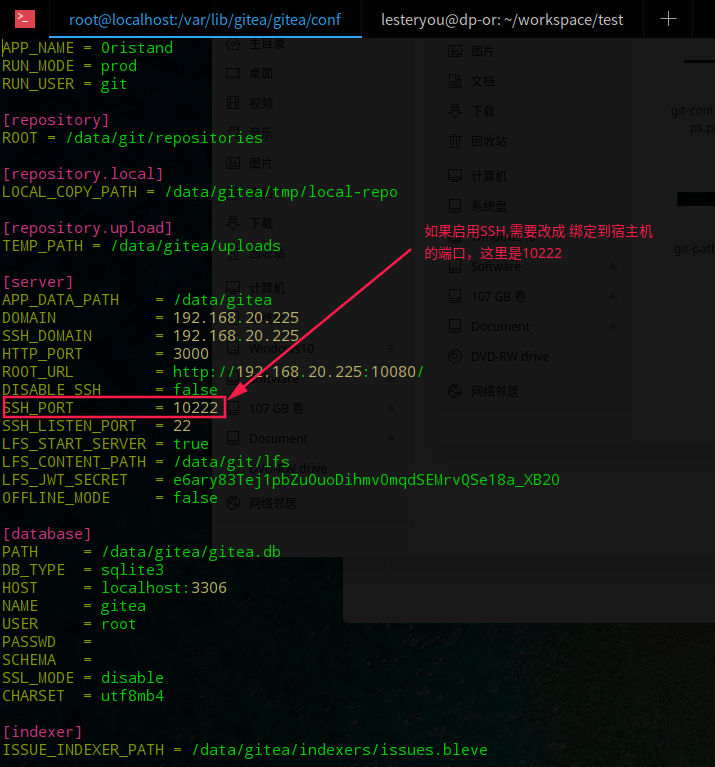 root@localhost:/var/lib/gitea/gitea/conf
lesteryou@dp-or: ~/workspace/test
APP_NAME = Oristand
RUN_MODE = prod
RUN_USER = git
[repository]
ROOT = /data/git/repositories
[repository.local]
LOCAL_COPY_PATH = /data/gitea/tmp/local-repo
[repository.upload]
TEMP_PATH = /data/gitea/uploads
[server]
APP_DATA_PATH    = /data/gitea
DOMAIN           = 192.168.20.225
SSH_DOMAIN       = 192.168.20.225
HTTP_PORT        = 3000
ROOT_URL         = http://192.168.20.225:10080/
DISABLE_SSH      = false
SSH_PORT         = 10222
SSH_LISTEN_PORT  = 22
LFS_START_SERVER = true
LFS_CONTENT_PATH = /data/git/lfs
LFS_JWT_SECRET   = e6ary83Tej1pbZuOuoDihmvOmqdSEMrvQSe18a_XB20
OFFLINE_MODE     = false
[database]
PATH     = /data/gitea/gitea.db
DB_TYPE  = sqlite3
HOST     = localhost:3306
NAME     = gitea
USER     = root
PASSWD   =
SCHEMA   =
SSL_MODE = disable
CHARSET  = utf8mb4
[indexer]
ISSUE_INDEXER_PATH = /data/gitea/indexers/issues.bleve
如果启用SSH,需要改成 绑定到宿主机
的端口，这里是10222
主目录
桌面
视频
音乐
图片
下载
回收站
计算机
Windows10
Software
107 GB 卷
Document
DVD-RW drive
网络邻居
图片
文档
下载
回收站
计算机
系统盘
Windows10
Software
107 GB 卷
Document
DVD-RW drive
网络邻居
git-cont
ps.p
git-path